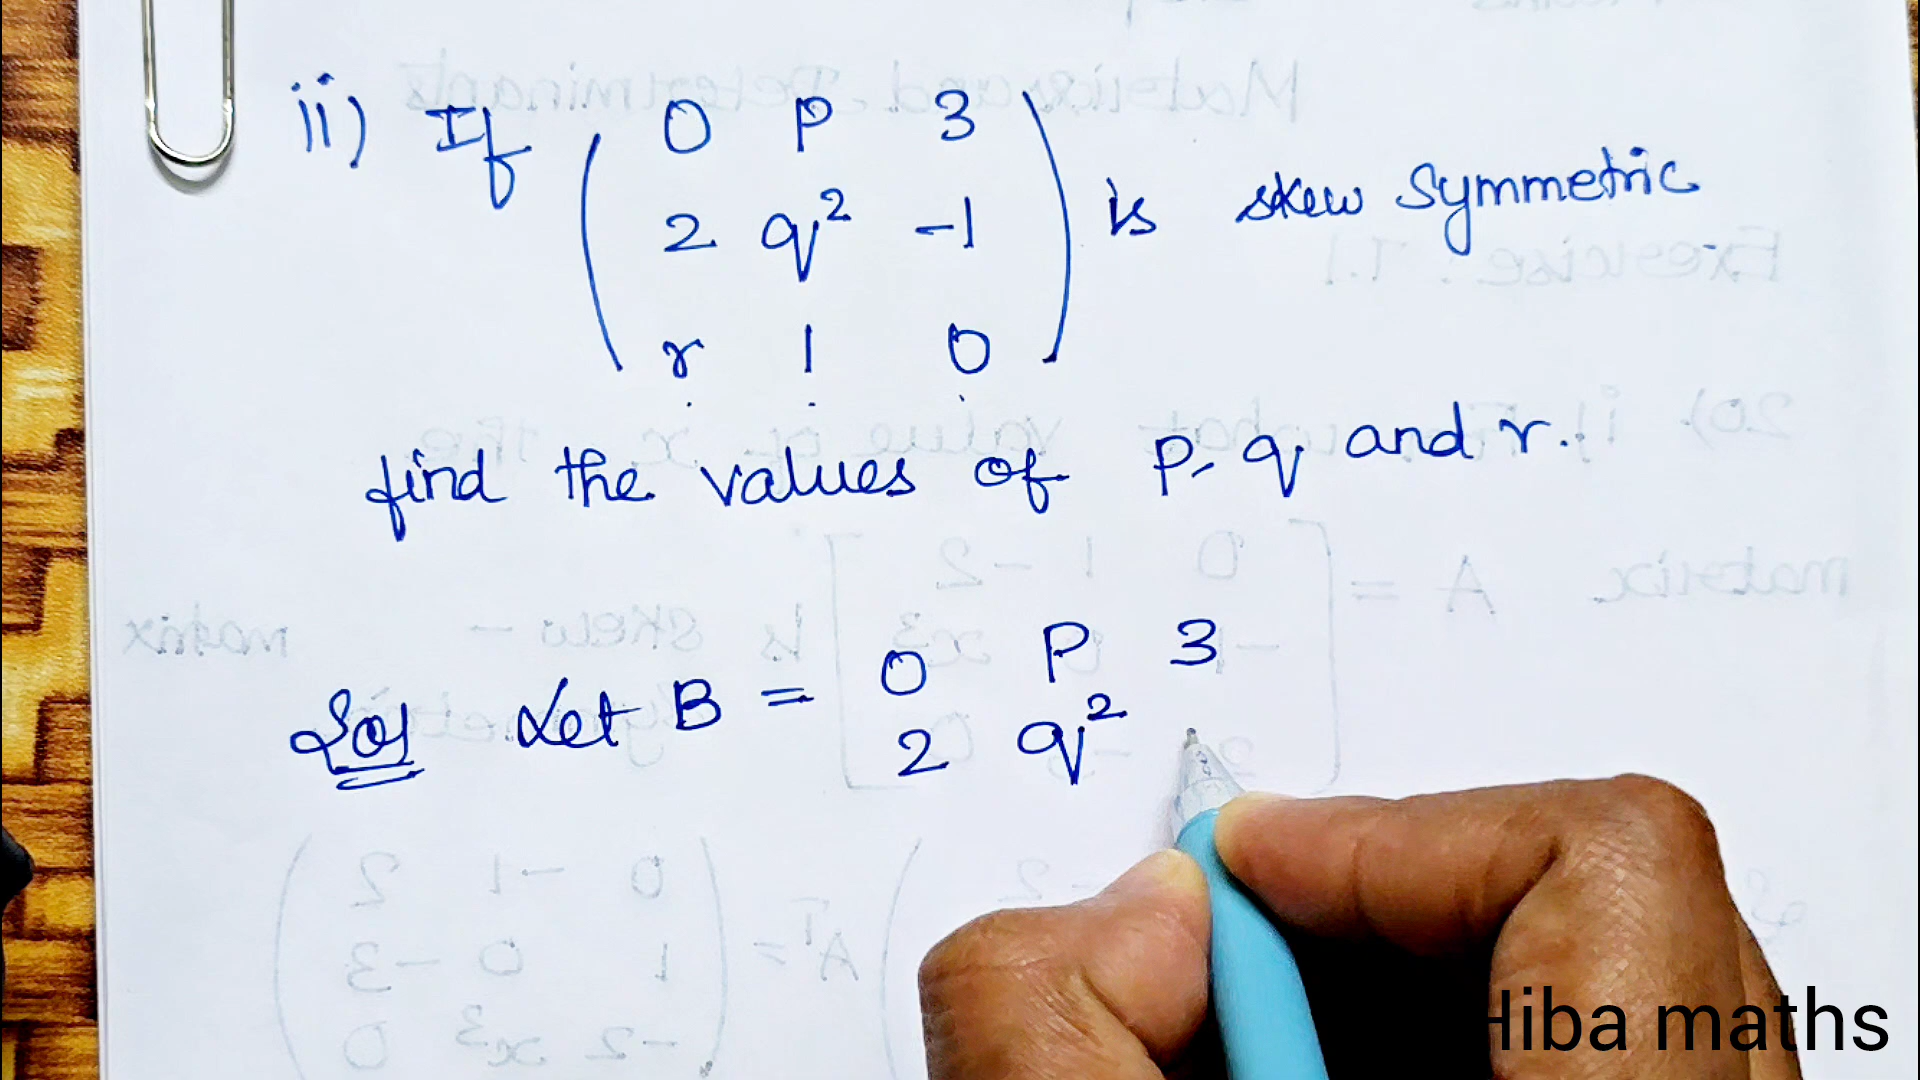 ii) If ( 0 P 3
2 q² -1
r 1 0 ) is skew symmetric
find the values of P, q and r.
Sol Let B = 0 P 3
2 q²
Hiba maths